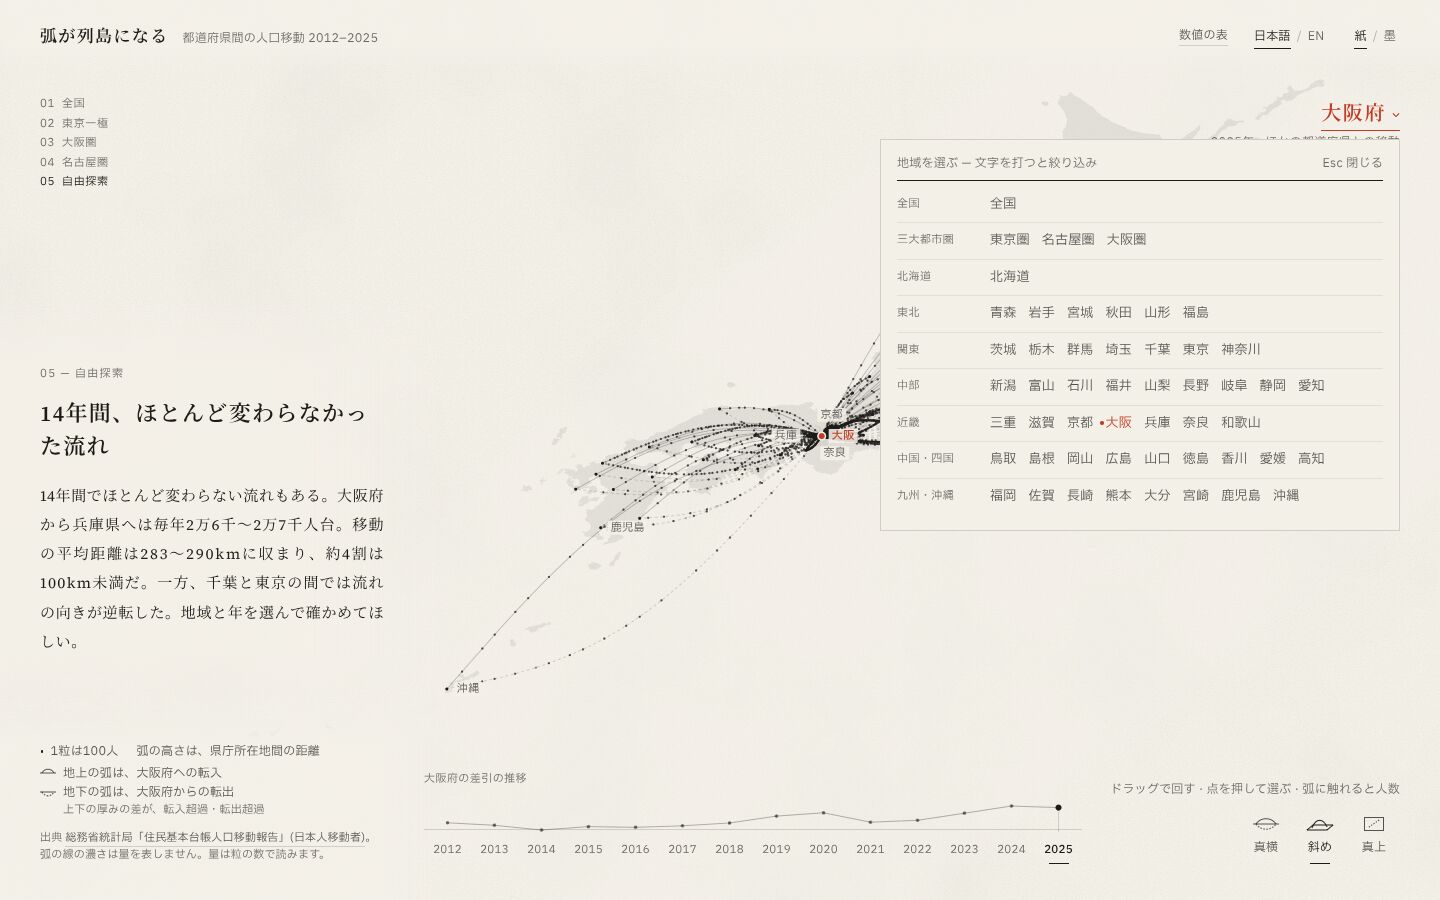 弧が列島になる 都道府県間の人口移動 2012–2025
数値の表 日本語 / EN 紙 / 墨
01 全国
02 東京一極
03 大阪圏
04 名古屋圏
05 自由探索
大阪府
地域を選ぶ — 文字を打つと絞り込み Esc 閉じる
全国 全国
三大都市圏 東京圏 名古屋圏 大阪圏
北海道 北海道
東北 青森 岩手 宮城 秋田 山形 福島
関東 茨城 栃木 群馬 埼玉 千葉 東京 神奈川
中部 新潟 富山 石川 福井 山梨 長野 岐阜 静岡 愛知
近畿 三重 滋賀 京都 •大阪 兵庫 奈良 和歌山
中国・四国 鳥取 島根 岡山 広島 山口 徳島 香川 愛媛 高知
九州・沖縄 福岡 佐賀 長崎 熊本 大分 宮崎 鹿児島 沖縄
05 — 自由探索
14年間、ほとんど変わらなかっ
た流れ
14年間でほとんど変わらない流れもある。大阪府
から兵庫県へは毎年2万6千〜2万7千人台。移動
の平均距離は283〜290kmに収まり、約4割は
100km未満だ。一方、千葉と東京の間では流れ
の向きが逆転した。地域と年を選んで確かめてほ
しい。
京都
兵庫
大阪
奈良
鹿児島
沖縄
・1粒は100人 弧の高さは、県庁所在地間の距離
地上の弧は、大阪府への転入
地下の弧は、大阪府からの転出
上下の厚みの差が、転入超過・転出超過
出典 総務省統計局「住民基本台帳人口移動報告」(日本人移動者)。
弧の線の濃さは量を表しません。量は粒の数で読みます。
大阪府の差引の推移
2012 2013 2014 2015 2016 2017 2018 2019 2020 2021 2022 2023 2024 2025
ドラッグで回す · 点を押して選ぶ · 弧に触れると人数
真横 斜め 真上